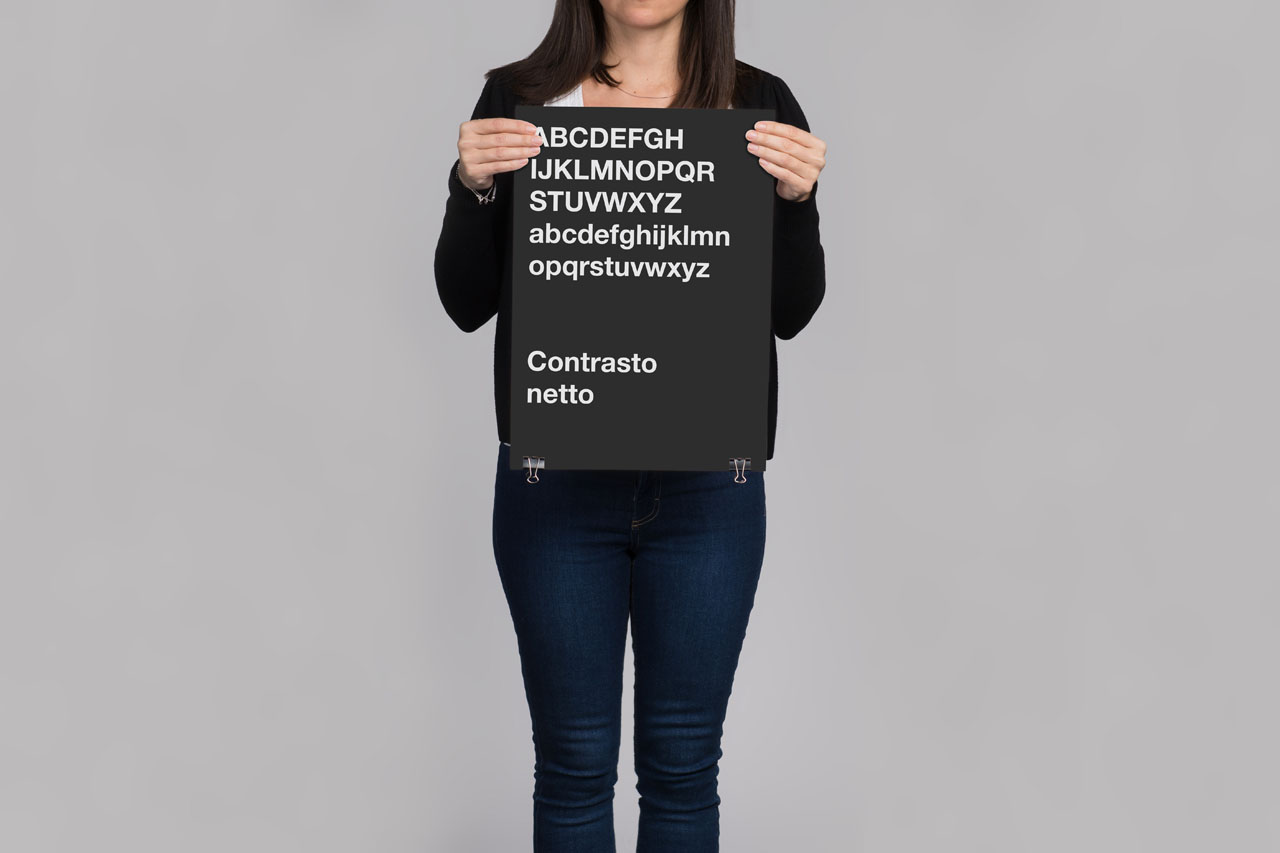 ABCDEFGH
IJKLMNOPQR
STUVWXYZ
abcdefghijklmn
opqrstuvwxyz
Contrasto
netto